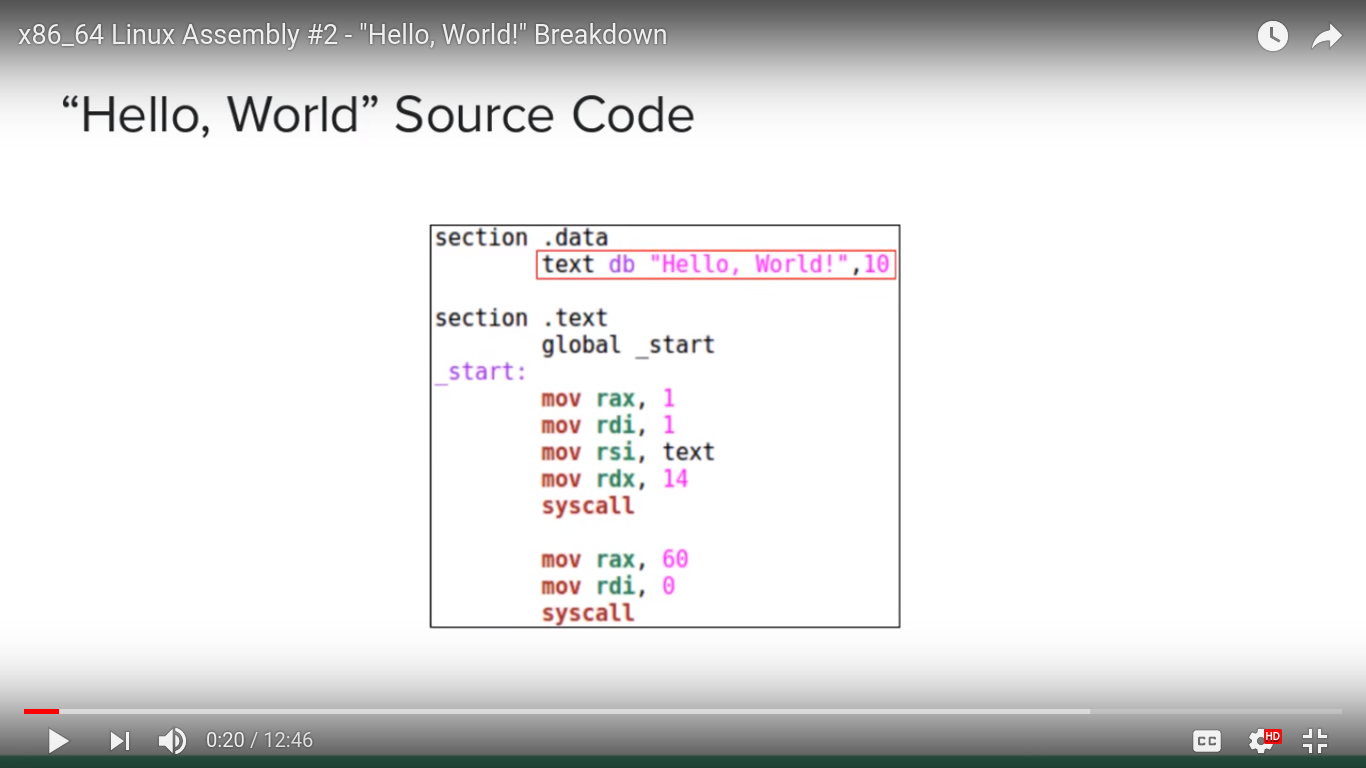 x86_64 Linux Assembly #2 - "Hello, World!" Breakdown
“Hello, World” Source Code
section .data
text db "Hello, World!",10
section .text
global _start
_start:
mov rax, 1
mov rdi, 1
mov rsi, text
mov rdx, 14
syscall
mov rax, 60
mov rdi, 0
syscall
0:20 / 12:46
CC
HD